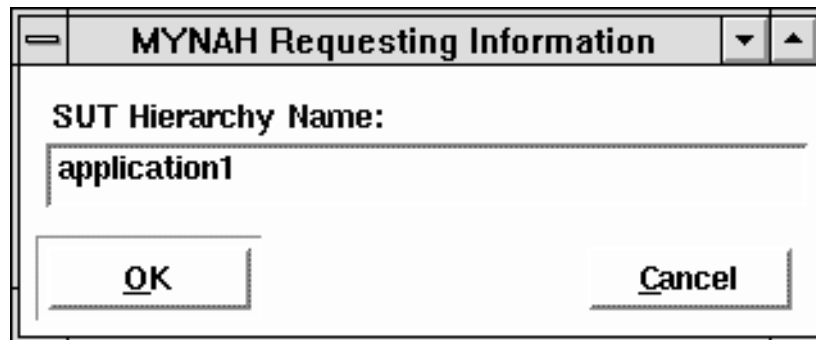 MYNAH Requesting Information
SUT Hierarchy Name:
application1
OK
Cancel